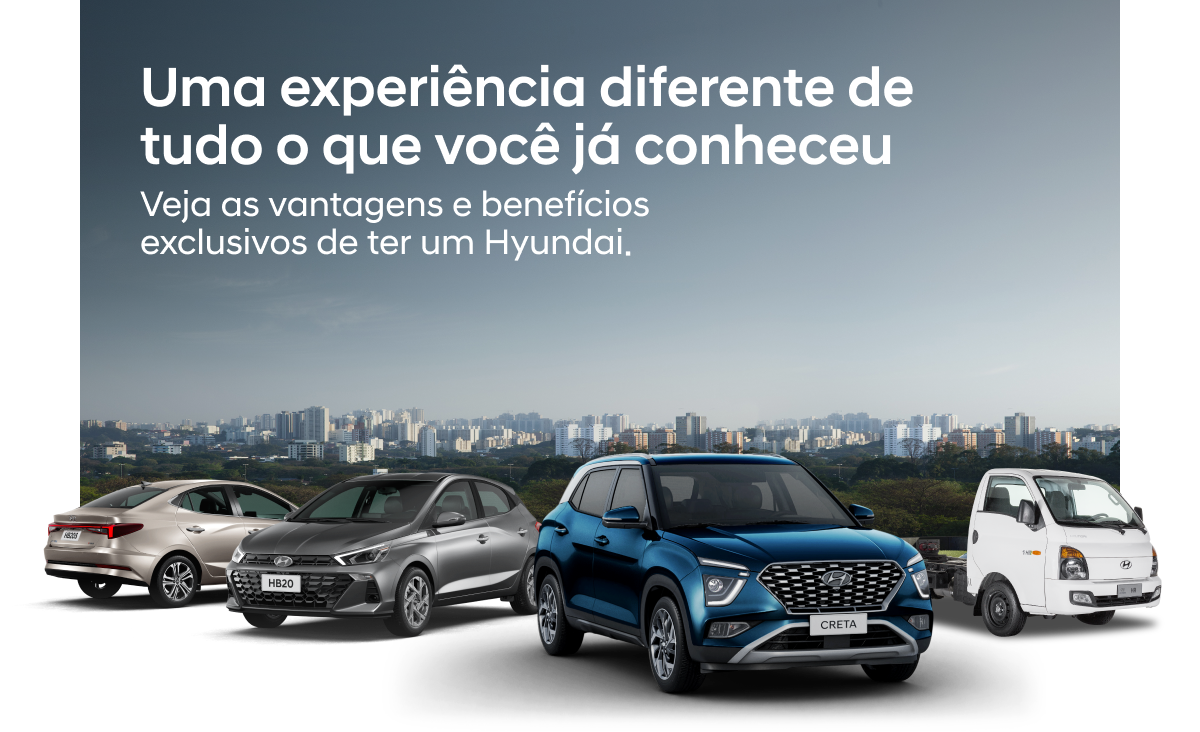 Uma experiência diferente de
tudo o que você já conheceu
Veja as vantagens e benefícios
exclusivos de ter um Hyundai.
HB20S
HB20
CRETA
HR